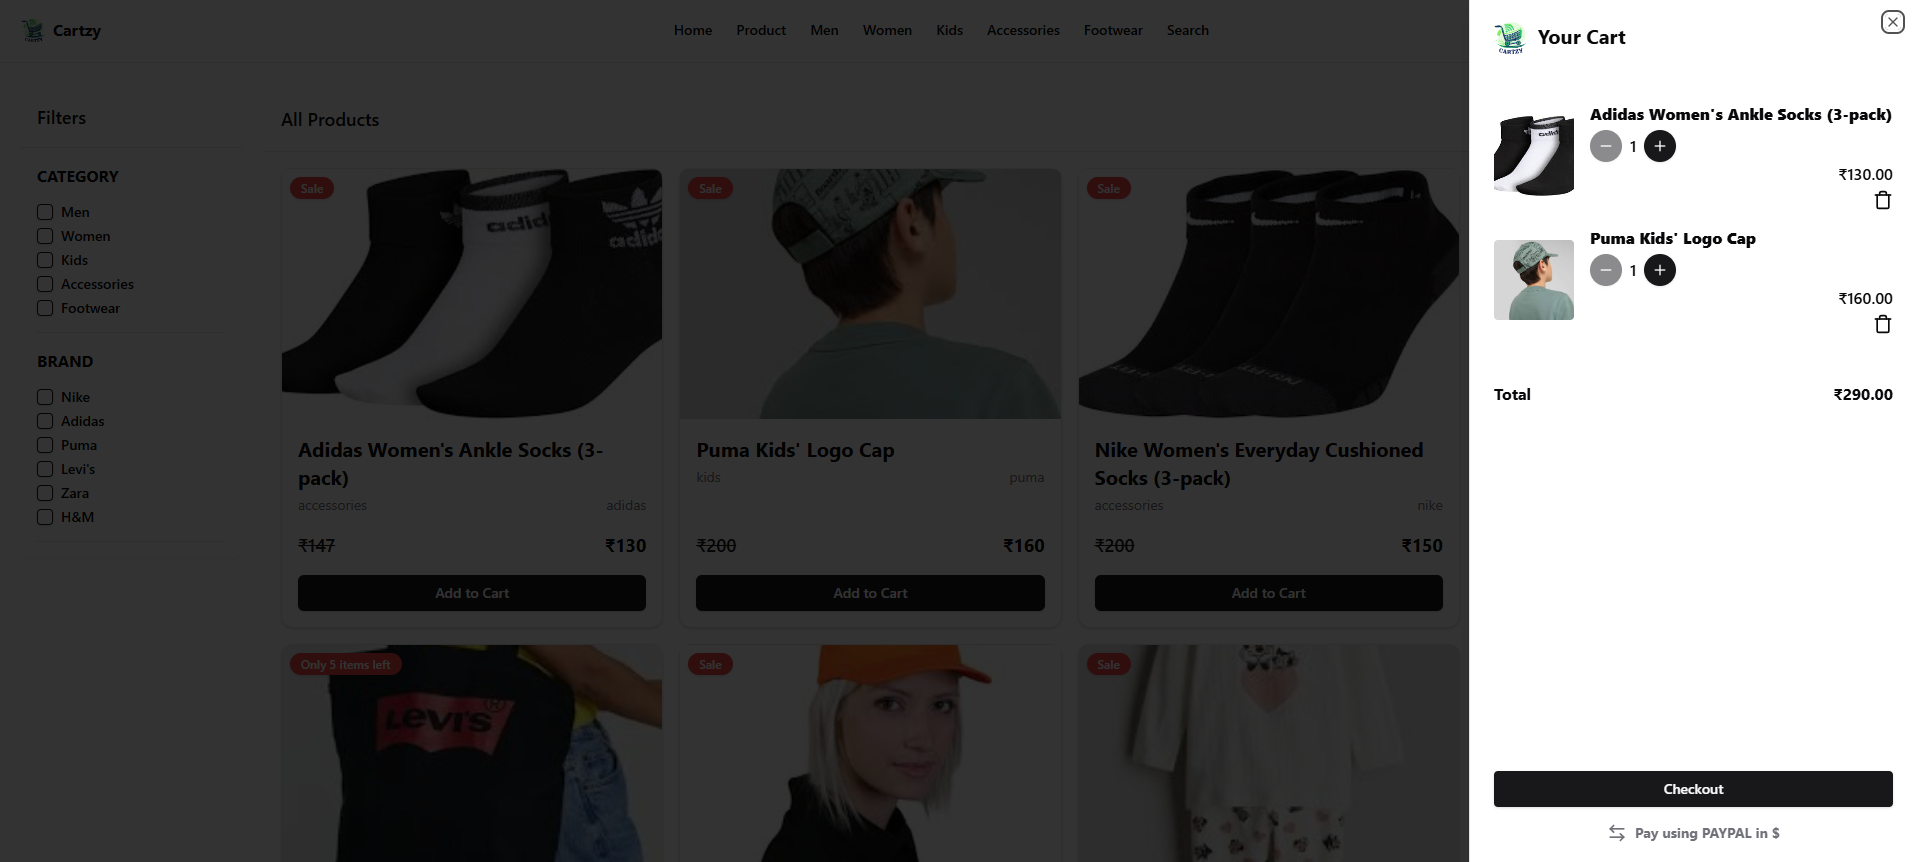 Cartzy
Home Product Men Women Kids Accessories Footwear Search
Filters
CATEGORY
Men
Women
Kids
Accessories
Footwear
BRAND
Nike
Adidas
Puma
Levi's
Zara
H&M
All Products
Sale
adidas
adidas
Adidas Women's Ankle Socks (3-
pack)
accessories adidas
₹147 ₹130
Add to Cart
Sale
Puma Kids' Logo Cap
kids puma
₹200 ₹160
Add to Cart
Sale
Nike Women's Everyday Cushioned
Socks (3-pack)
accessories nike
₹200 ₹150
Add to Cart
Only 5 items left
LEVI'S®
Sale
Sale
CARTZY
Your Cart
Adidas Women's Ankle Socks (3-pack)
1
₹130.00
Puma Kids' Logo Cap
1
₹160.00
Total ₹290.00
Checkout
Pay using PAYPAL in $